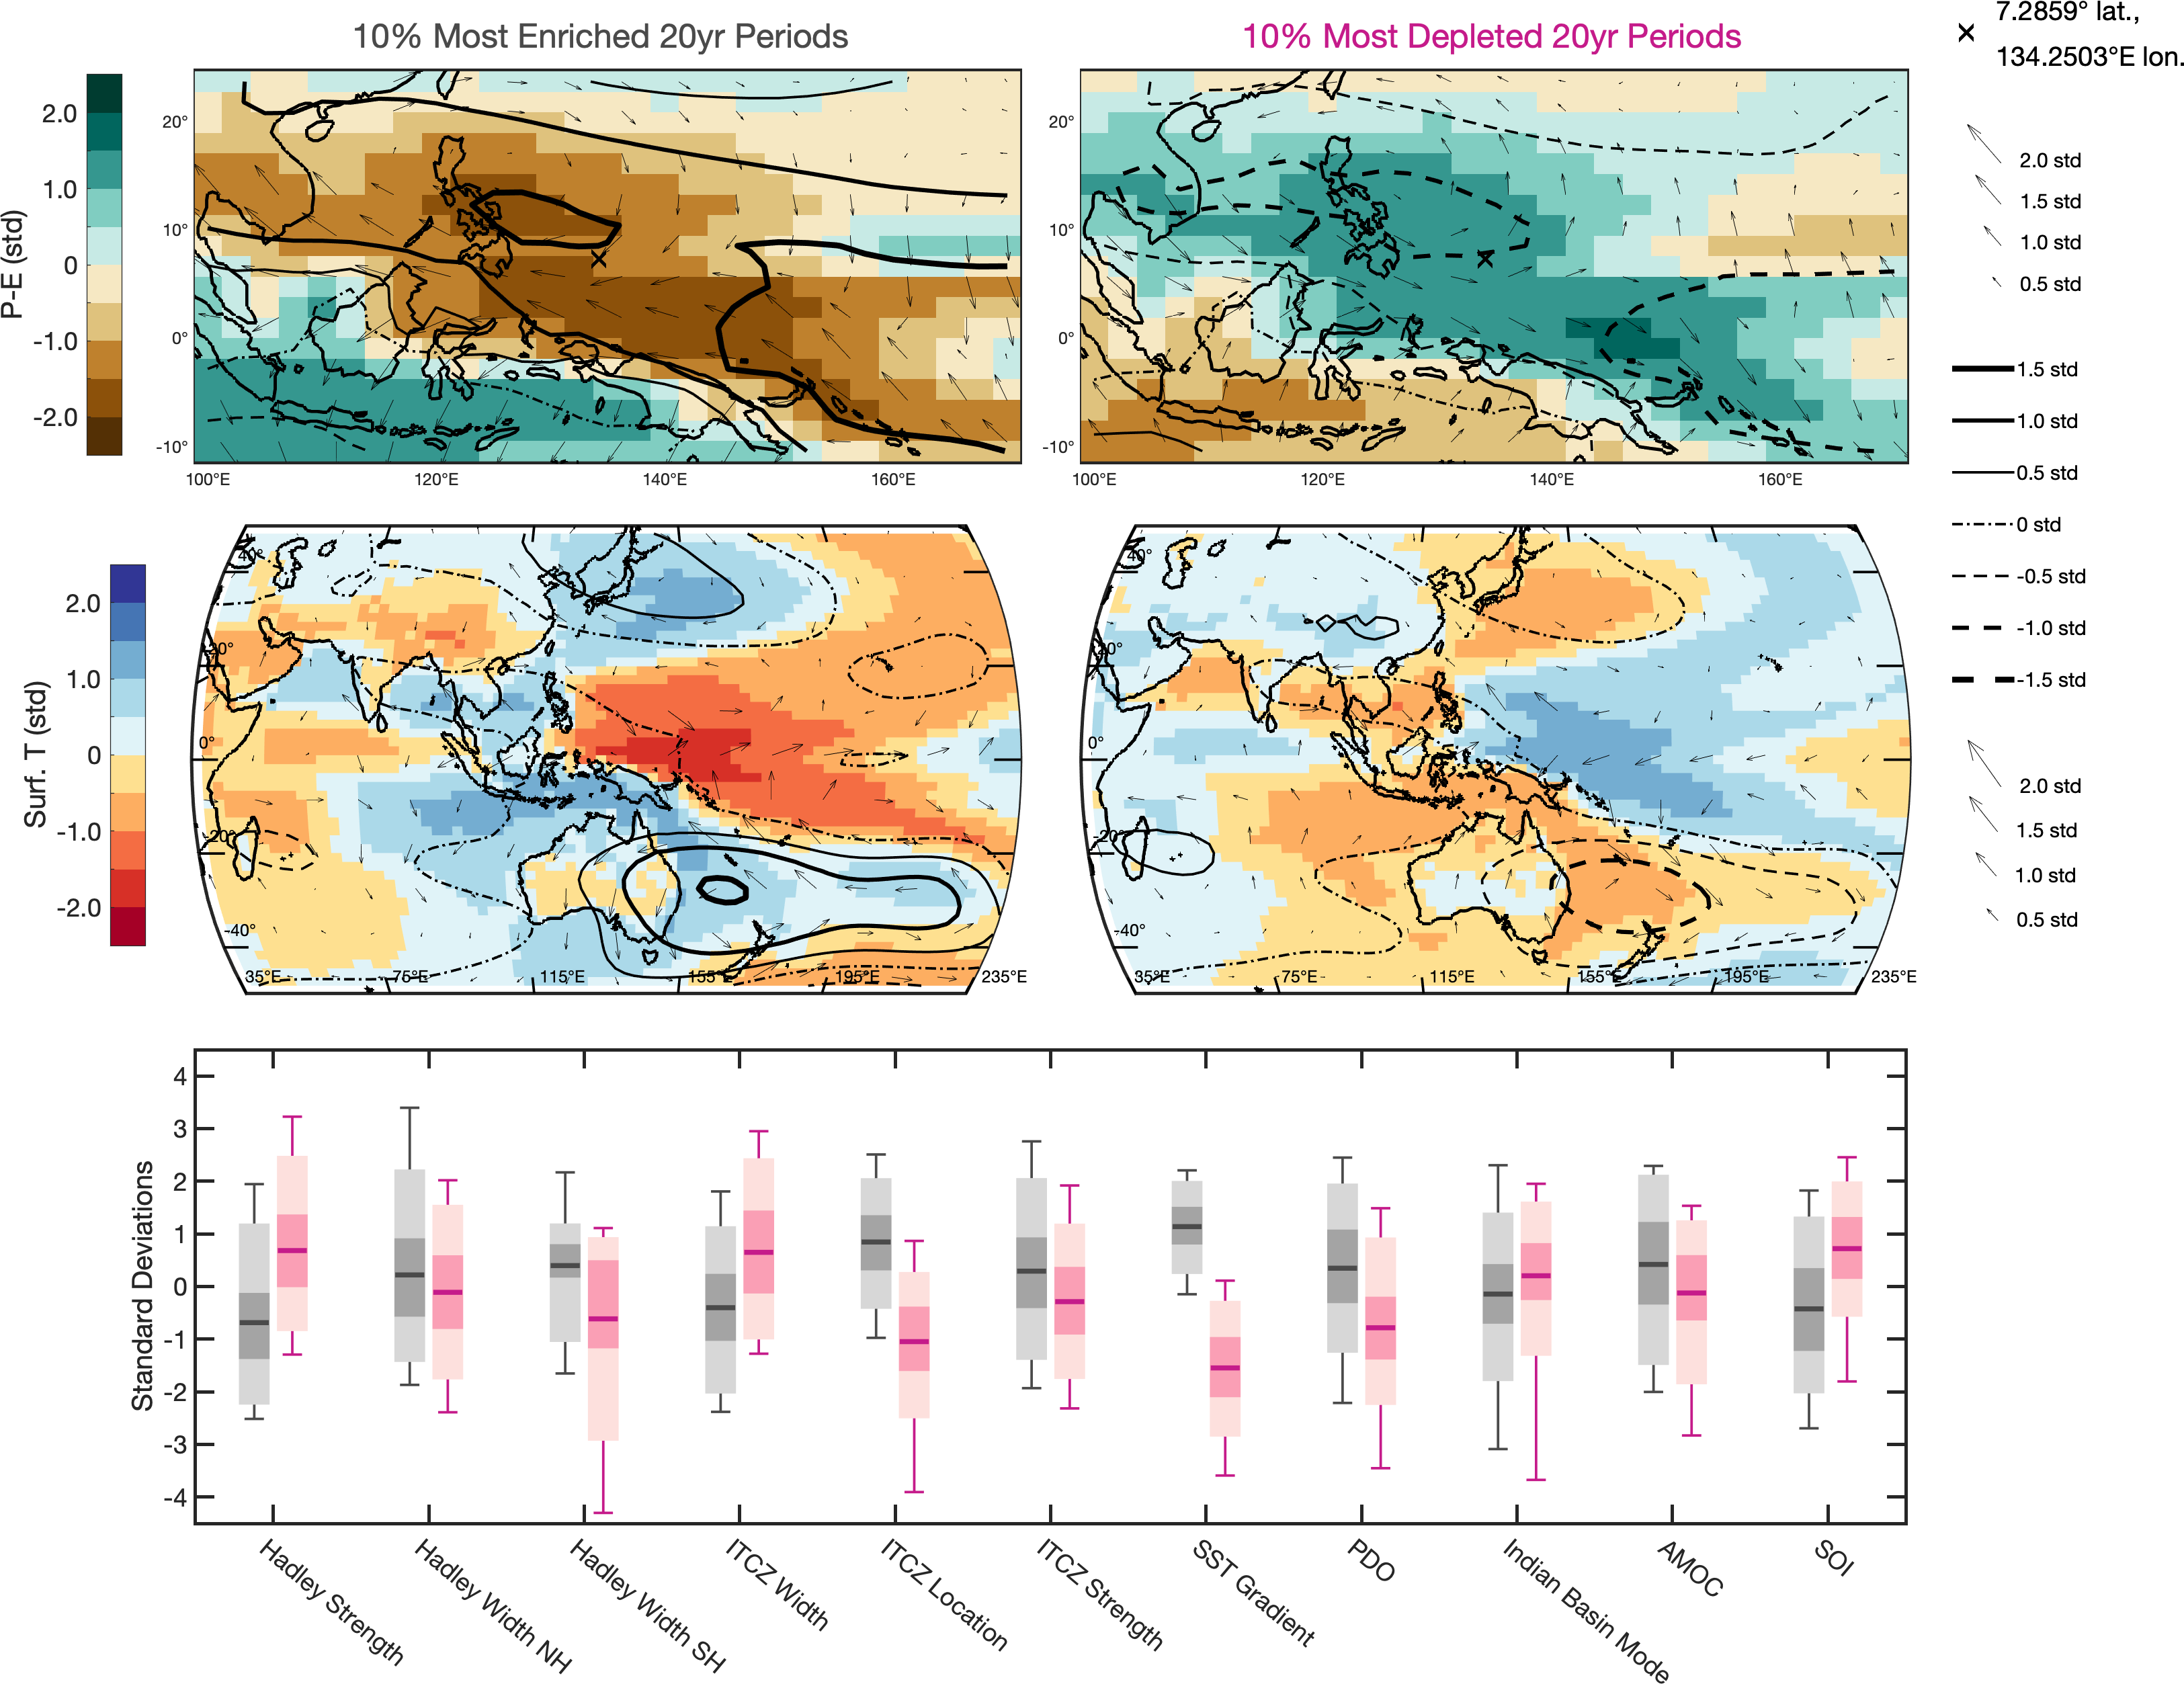 10% Most Enriched 20yr Periods
10% Most Depleted 20yr Periods
7.2859° lat.,
134.2503°E lon.
P-E (std)
2.0
1.0
0
-1.0
-2.0
20°
10°
0°
-10°
100°E
120°E
140°E
160°E
20°
10°
0°
-10°
100°E
120°E
140°E
160°E
2.0 std
1.5 std
1.0 std
0.5 std
1.5 std
1.0 std
0.5 std
0 std
-0.5 std
-1.0 std
-1.5 std
Surf. T (std)
2.0
1.0
0
-1.0
-2.0
40°
20°
0°
-20°
-40°
35°E
75°E
115°E
155°E
195°E
235°E
40°
20°
0°
-20°
-40°
35°E
75°E
115°E
155°E
195°E
235°E
2.0 std
1.5 std
1.0 std
0.5 std
Standard Deviations
4
3
2
1
0
-1
-2
-3
-4
Hadley Strength
Hadley Width NH
Hadley Width SH
ITCZ Width
ITCZ Location
ITCZ Strength
SST Gradient
PDO
Indian Basin Mode
AMOC
SOI